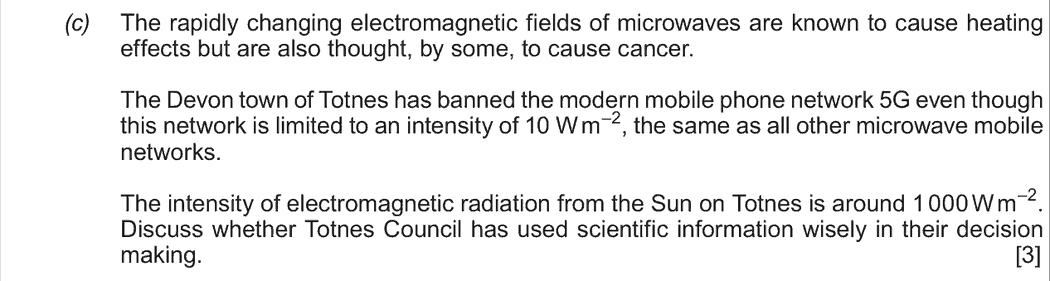 (c) The rapidly changing electromagnetic fields of microwaves are known to cause heating
effects but are also thought, by some, to cause cancer.
The Devon town of Totnes has banned the modern mobile phone network 5G even though
this network is limited to an intensity of 10 Wm⁻², the same as all other microwave mobile
networks.
The intensity of electromagnetic radiation from the Sun on Totnes is around 1000Wm⁻².
Discuss whether Totnes Council has used scientific information wisely in their decision
making. [3]